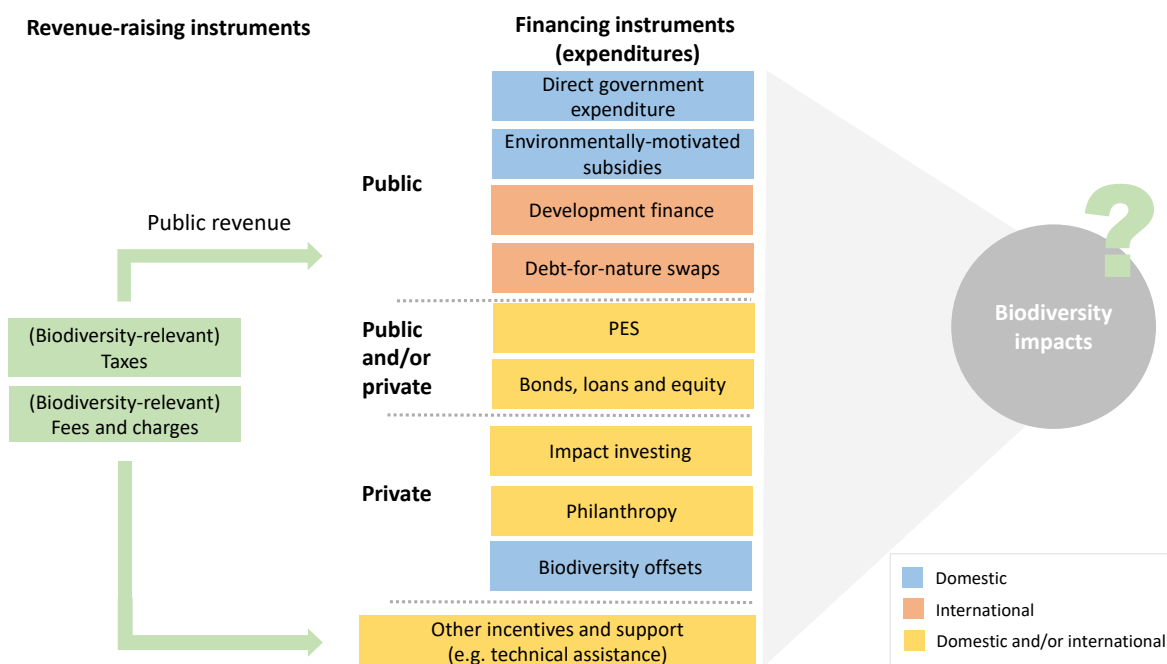 Revenue-raising instruments
Financing instruments
(expenditures)
Direct government
expenditure
Environmentally-motivated
subsidies
Public
Development finance
Public revenue
Debt-for-nature swaps
?
(Biodiversity-relevant)
Taxes
(Biodiversity-relevant)
Fees and charges
Public
and/or
private
PES
Bonds, loans and equity
Biodiversity
impacts
Impact investing
Private
Philanthropy
Biodiversity offsets
Other incentives and support
(e.g. technical assistance)
Domestic
International
Domestic and/or international